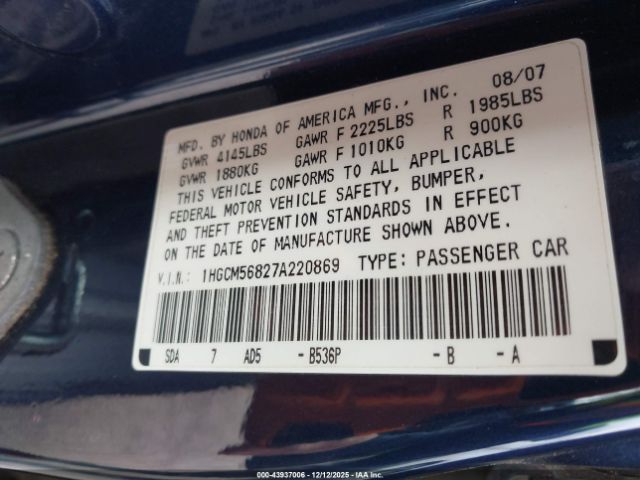 MFD. BY HONDA OF AMERICA MFG., INC. 08/07
GVWR 4145LBS GAWR F 2225LBS R 1985LBS
GVWR 1880KG GAWR F 1010KG R 900KG
THIS VEHICLE CONFORMS TO ALL APPLICABLE
FEDERAL MOTOR VEHICLE SAFETY, BUMPER,
AND THEFT PREVENTION STANDARDS IN EFFECT
ON THE DATE OF MANUFACTURE SHOWN ABOVE.
V.I.N.: 1HGCM56827A220869 TYPE: PASSENGER CAR
SDA 7 AD5 - B536P - B - A
000-43937006 • 12/12/2025 - IAA Inc.